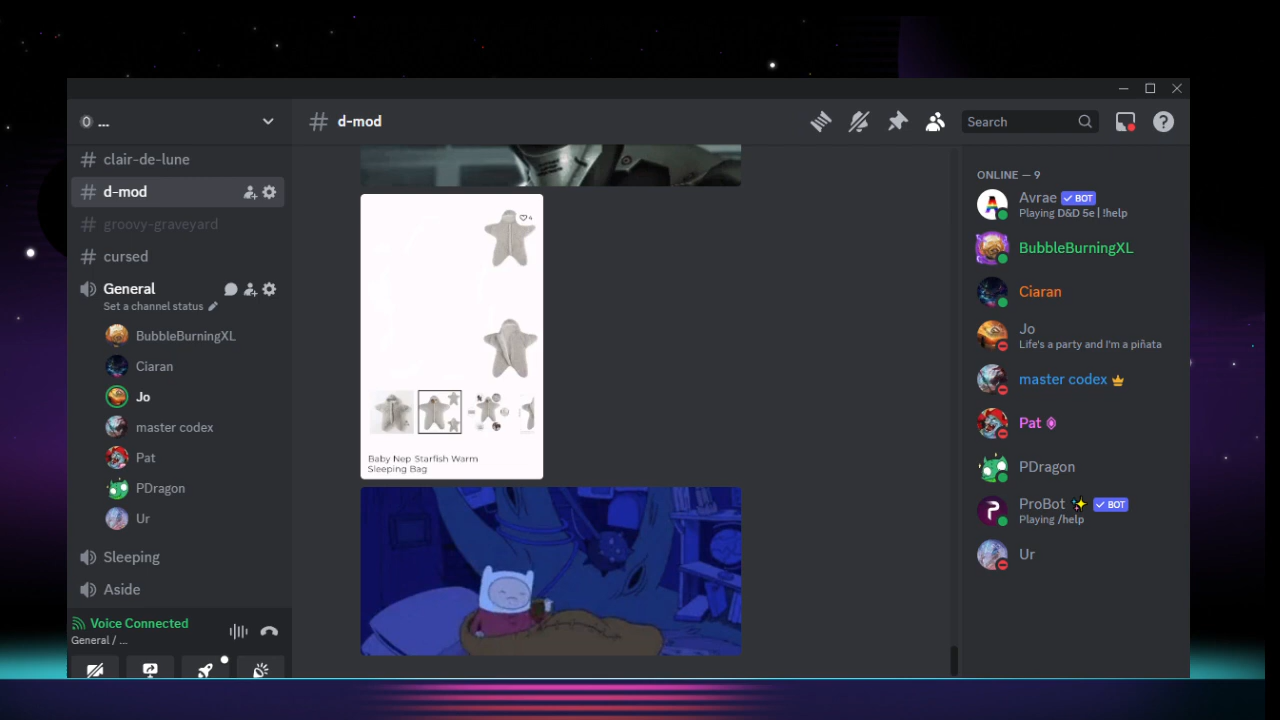 ...
clair-de-lune
d-mod
groovy-graveyard
cursed
General
Set a channel status
BubbleBurningXL
Ciaran
Jo
master codex
Pat
PDragon
Ur
Sleeping
Aside
Voice Connected
General / ...
d-mod
Baby Nep Starfish Warm
Sleeping Bag
Search
ONLINE — 9
Avrae BOT
Playing D&D 5e | !help
BubbleBurningXL
Ciaran
Jo
Life's a party and I'm a piñata
master codex
Pat
PDragon
ProBot ✨ BOT
Playing /help
Ur